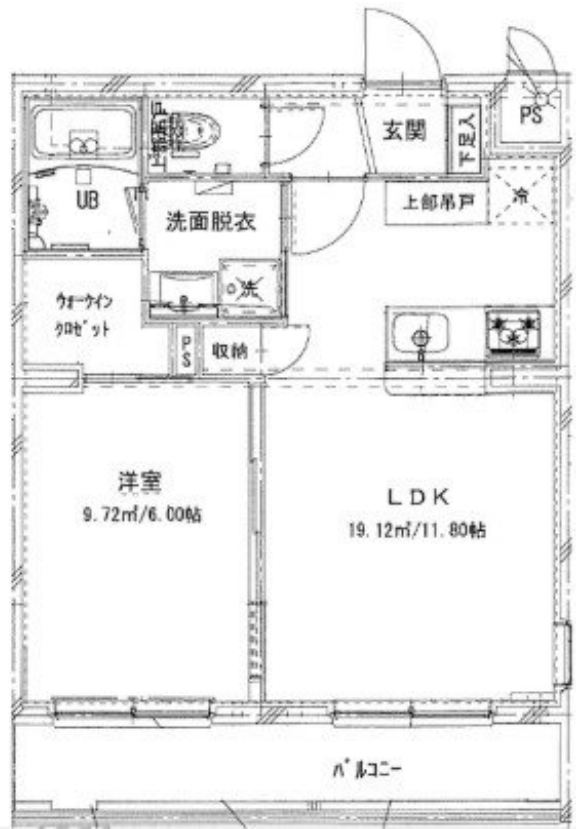 PS
玄関
下足入
UB
上部吊戸
冷
洗面脱衣
洗
ウォークイン
クロゼット
PS
収納
洋室
9.72㎡/6.00帖
LDK
19.12㎡/11.80帖
バルコニー